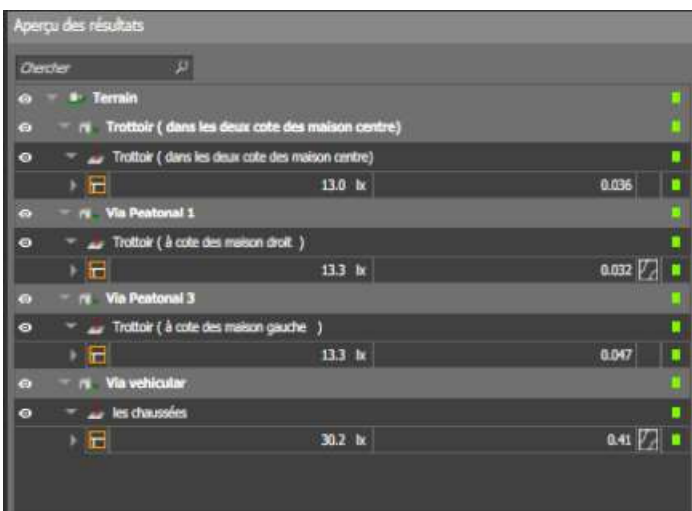 Aperçu des résultats
Chercher
Terrain
Trottoir ( dans les deux cote des maison centre)
Trottoir ( dans les deux cote des maison centre)
13.0 lx 0.036
Via Peatonal 1
Trottoir ( à cote des maison droit )
13.3 lx 0.032
Via Peatonal 3
Trottoir ( à cote des maison gauche )
13.3 lx 0.047
Via vehicular
les chaussées
30.2 lx 0.41